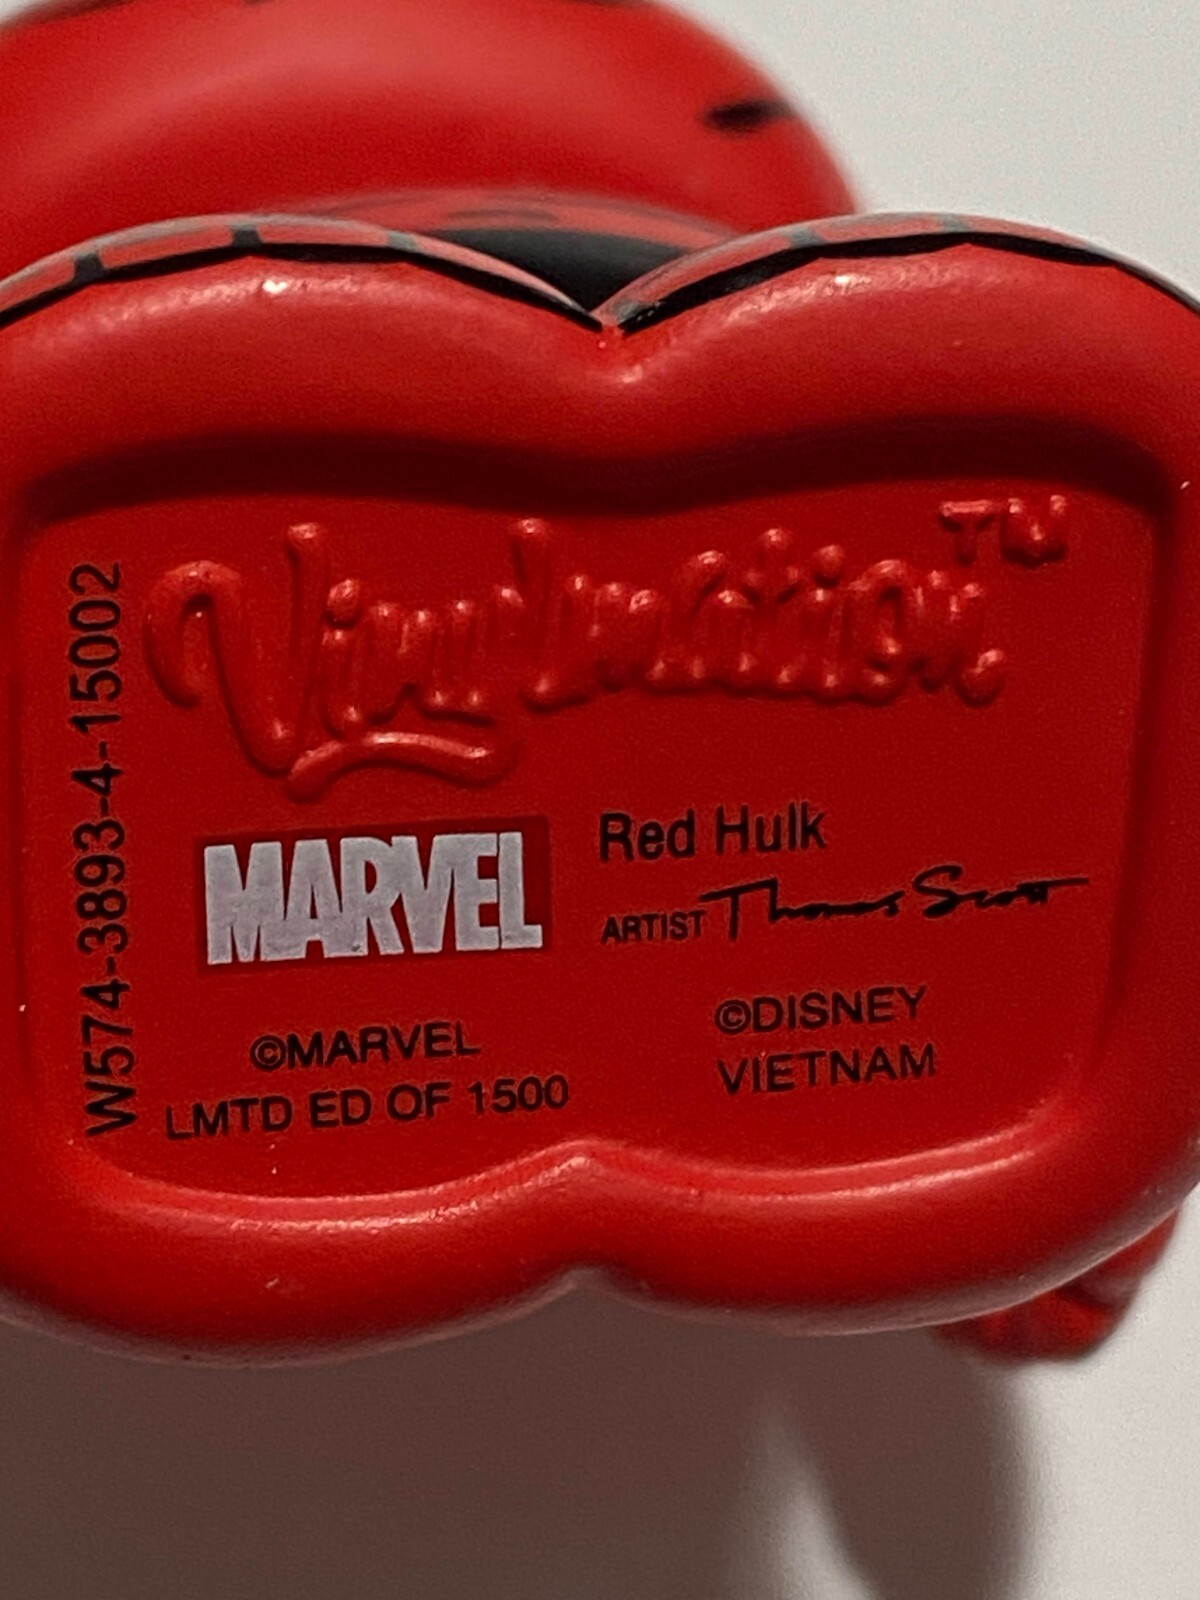 Vinylmation™
W574-3893-4-15002
MARVEL
Red Hulk
ARTIST Thomas Scott
©MARVEL
LMTD ED OF 1500
©DISNEY
VIETNAM